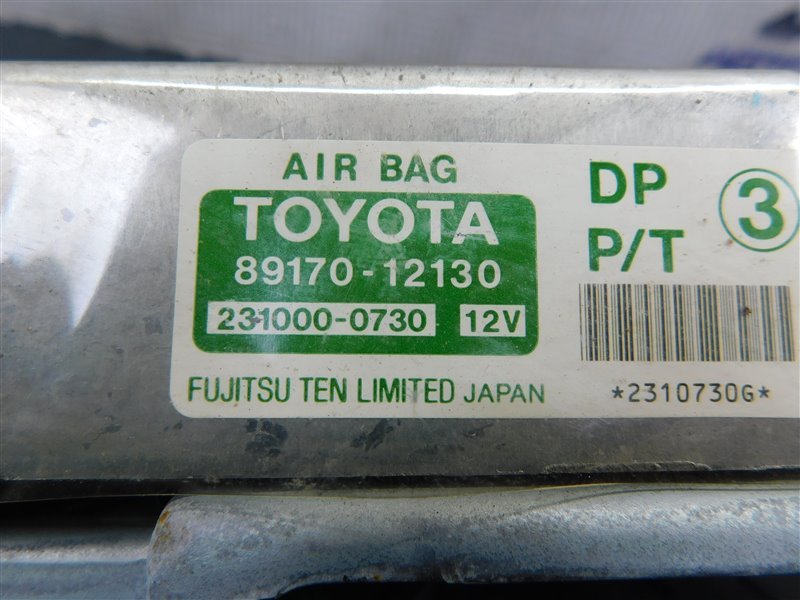 AIR BAG
TOYOTA
89170-12130
231000-0730 12V
FUJITSU TEN LIMITED JAPAN
DP 3
P/T
*2310730G*